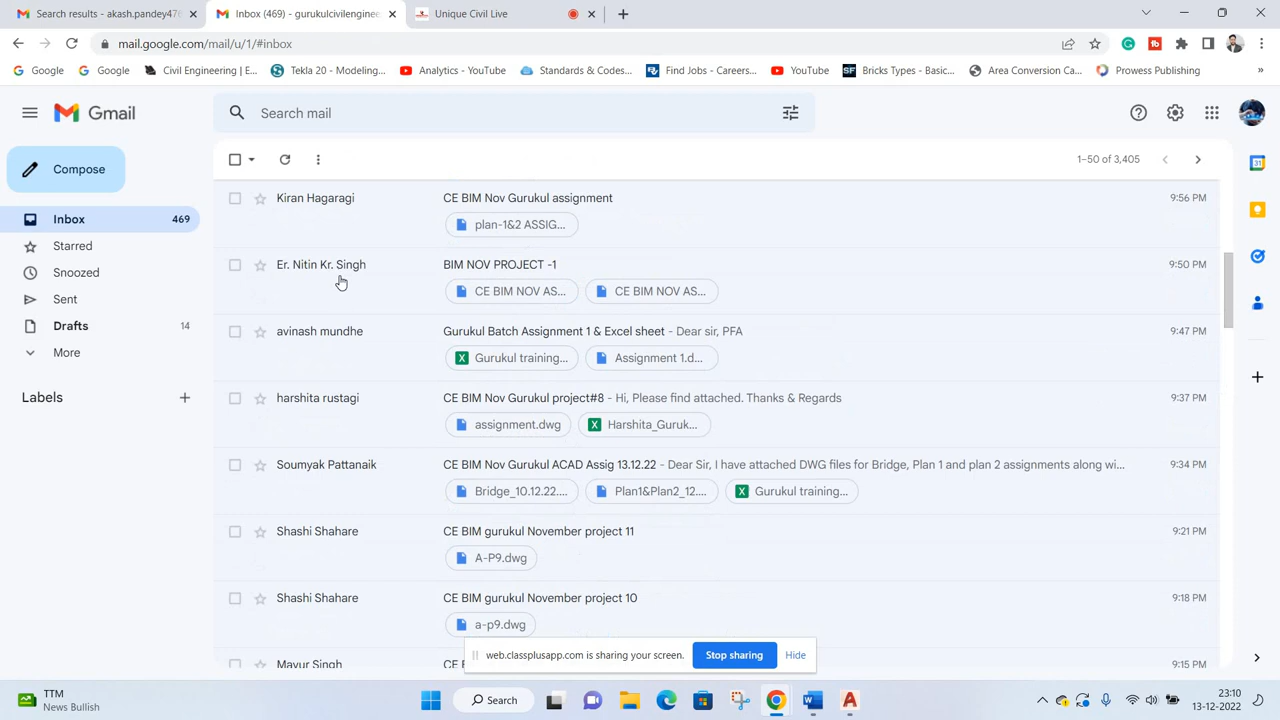 Search results - akash.pandey476
Inbox (469) - gurukulcivilenginee
Unique Civil Live
mail.google.com/mail/u/1/#inbox
Google
Google
Civil Engineering | E...
Tekla 20 - Modeling...
Analytics - YouTube
Standards & Codes...
Find Jobs - Careers...
YouTube
Bricks Types - Basic...
Area Conversion Ca...
Prowess Publishing
»
Gmail
Search mail
Compose
1–50 of 3,405
Inbox 469
Starred
Snoozed
Sent
Drafts 14
More
Labels
Kiran Hagaragi CE BIM Nov Gurukul assignment 9:56 PM
plan-1&2 ASSIG...
Er. Nitin Kr. Singh BIM NOV PROJECT -1 9:50 PM
CE BIM NOV AS... CE BIM NOV AS...
avinash mundhe Gurukul Batch Assignment 1 & Excel sheet - Dear sir, PFA 9:47 PM
Gurukul training... Assignment 1.d...
harshita rustagi CE BIM Nov Gurukul project#8 - Hi, Please find attached. Thanks & Regards 9:37 PM
assignment.dwg Harshita_Guruk...
Soumyak Pattanaik CE BIM Nov Gurukul ACAD Assig 13.12.22 - Dear Sir, I have attached DWG files for Bridge, Plan 1 and plan 2 assignments along wi... 9:34 PM
Bridge_10.12.22.... Plan1&Plan2_12.... Gurukul training...
Shashi Shahare CE BIM gurukul November project 11 9:21 PM
A-P9.dwg
Shashi Shahare CE BIM gurukul November project 10 9:18 PM
a-p9.dwg
Mayur Singh 9:15 PM
web.classplusapp.com is sharing your screen. Stop sharing Hide
TTM
News Bullish
Search
23:10
13-12-2022